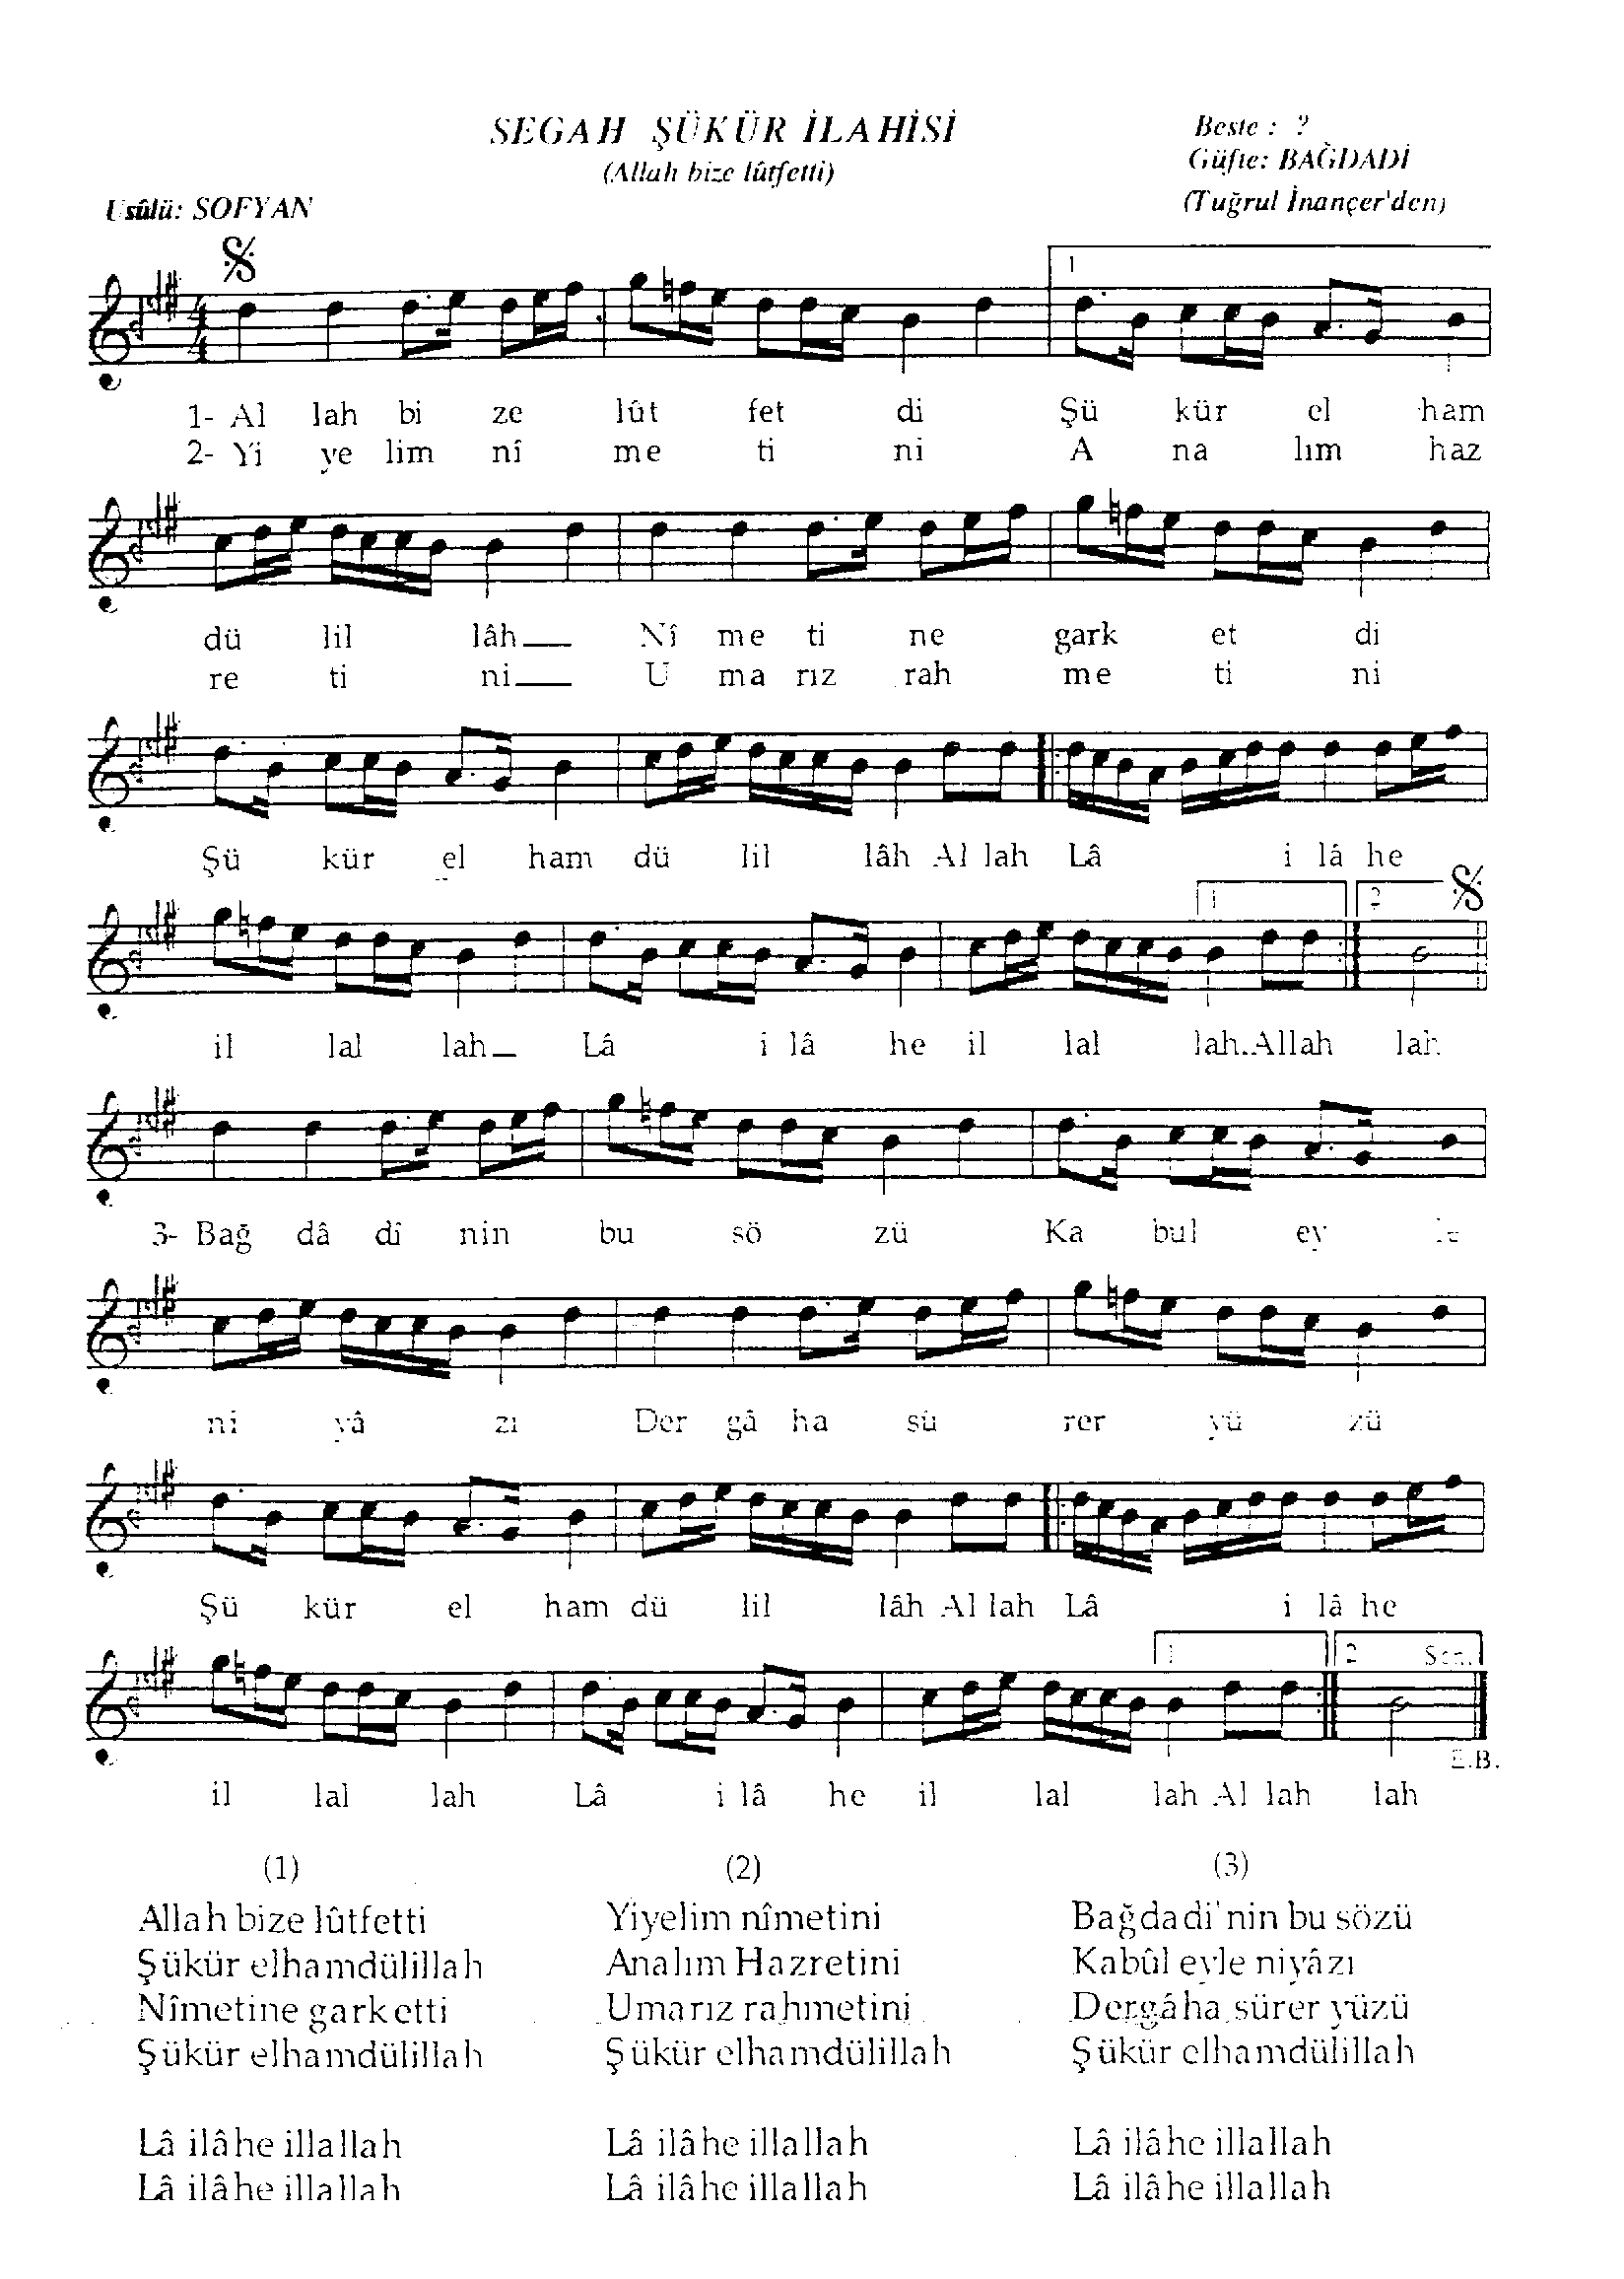 SEGAH ŞÜKÜR İLAHİSİ
(Allah bize lûtfetti)
Beste : ?
Güfte: BAĞDADİ
(Tuğrul İnançer'den)
Usûlü: SOFYAN
1
1- Al lah bi ze lût fet di Şü kür el ham
2- Yi ye lim nî me ti ni A na lım haz
dü lil lâh Nî me ti ne gark et di
re ti ni U ma rız rah me ti ni
Şü kür el ham dü lil lâh Al lah Lâ i lâ he
1 2
il lal lah Lâ i lâ he il lal lah Allah lah
3- Bağ dâ dî nin bu sö zü Ka bul ey le
ni yâ zı Der gâ ha sü rer yü zü
Şü kür el ham dü lil lâh Al lah Lâ i lâ he
1 2 Son.
E.B.
il lal lah Lâ i lâ he il lal lah Al lah lah
(1)
Allah bize lûtfetti
Şükür elhamdülillah
Nîmetine garketti
Şükür elhamdülillah
Lâ ilâhe illallah
Lâ ilâhe illallah
(2)
Yiyelim nîmetini
Analım Hazretini
Umarız rahmetini
Şükür elhamdülillah
Lâ ilâhe illallah
Lâ ilâhe illallah
(3)
Bağdadi'nin bu sözü
Kabûl eyle niyâzı
Dergâha sürer yüzü
Şükür elhamdülillah
Lâ ilâhe illallah
Lâ ilâhe illallah